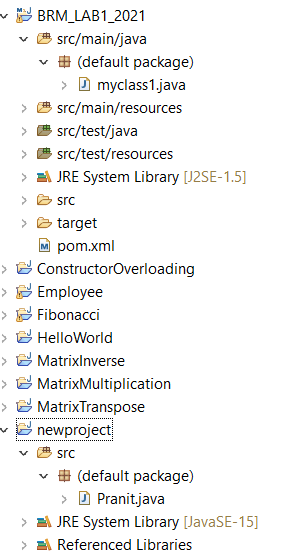 BRM_LAB1_2021
src/main/java
(default package)
myclass1.java
src/main/resources
src/test/java
src/test/resources
JRE System Library [J2SE-1.5]
src
target
pom.xml
ConstructorOverloading
Employee
Fibonacci
HelloWorld
MatrixInverse
MatrixMultiplication
MatrixTranspose
newproject
src
(default package)
Pranit.java
JRE System Library [JavaSE-15]
Referenced Libraries